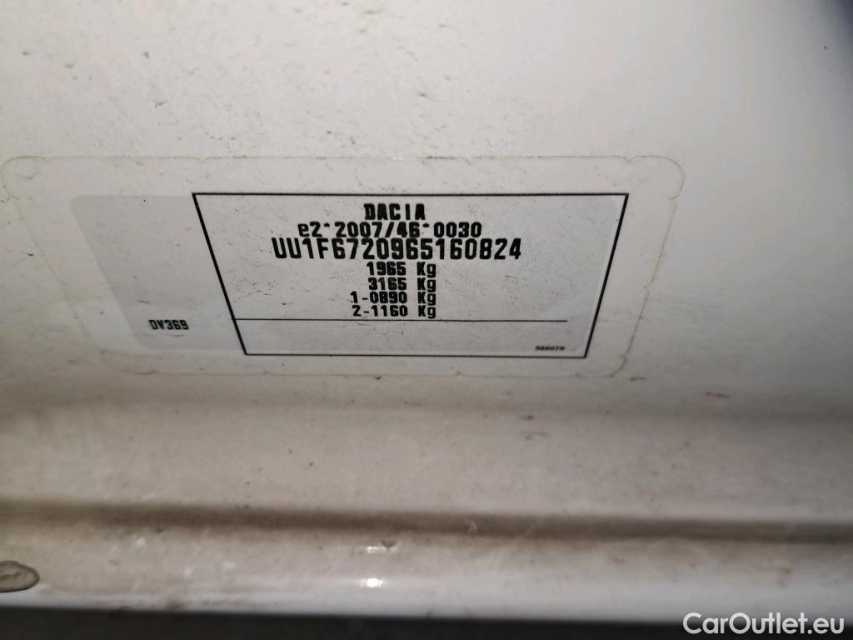 DACIA
e2*2007/46*0030
UU1F6720965160824
1965 Kg
3165 Kg
1-0890 Kg
2-1160 Kg
DV369
CarOutlet.eu